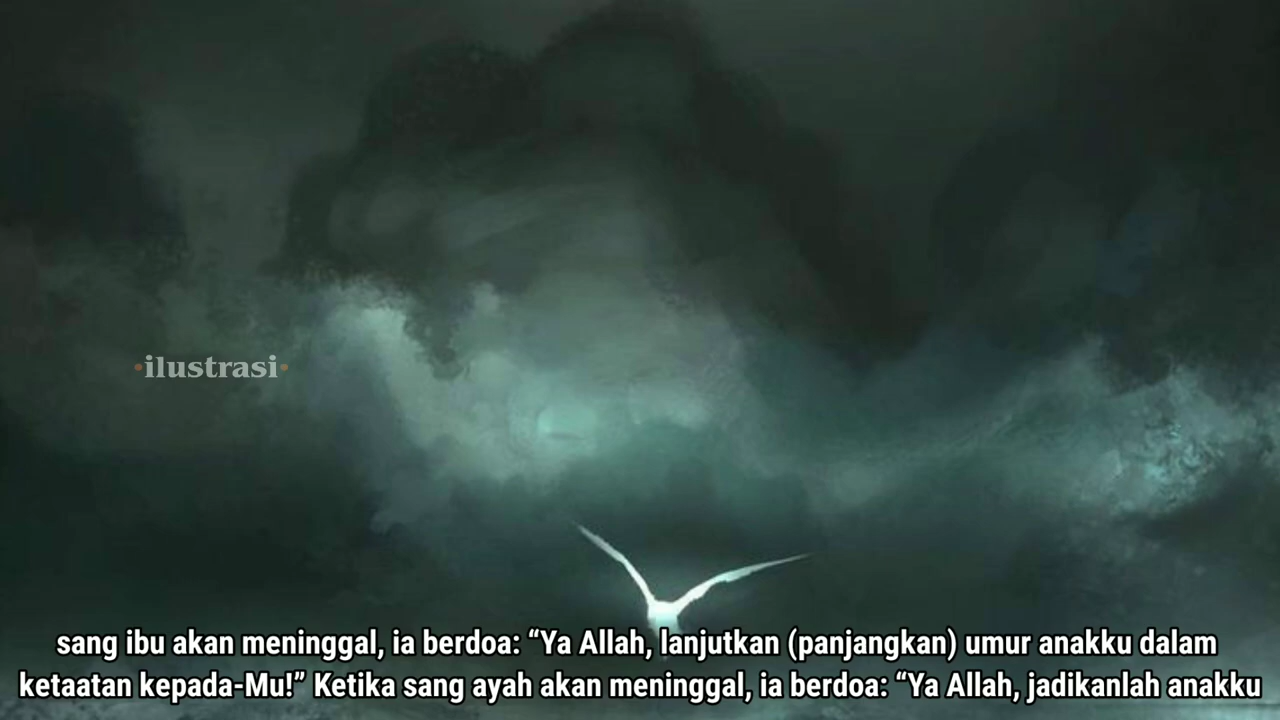 •ilustrasi•
sang ibu akan meninggal, ia berdoa: “Ya Allah, lanjutkan (panjangkan) umur anakku dalam
ketaatan kepada-Mu!” Ketika sang ayah akan meninggal, ia berdoa: “Ya Allah, jadikanlah anakku